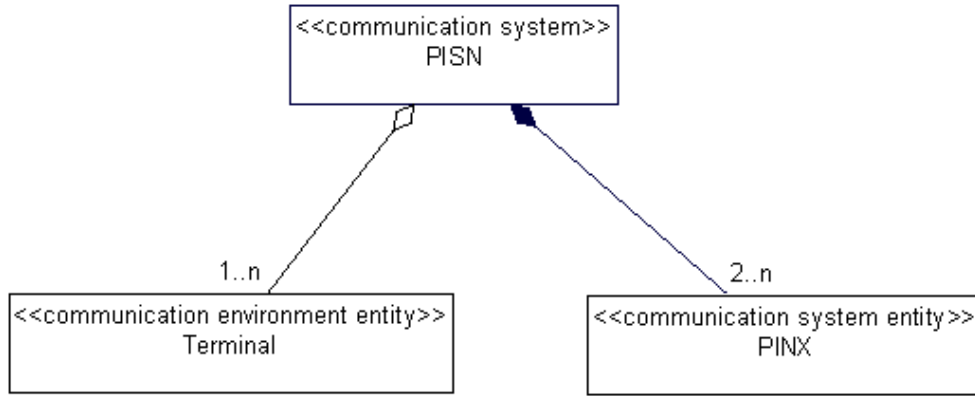 <<communication system>>
PISN
1..n
2..n
<<communication environment entity>>
Terminal
<<communication system entity>>
PINX